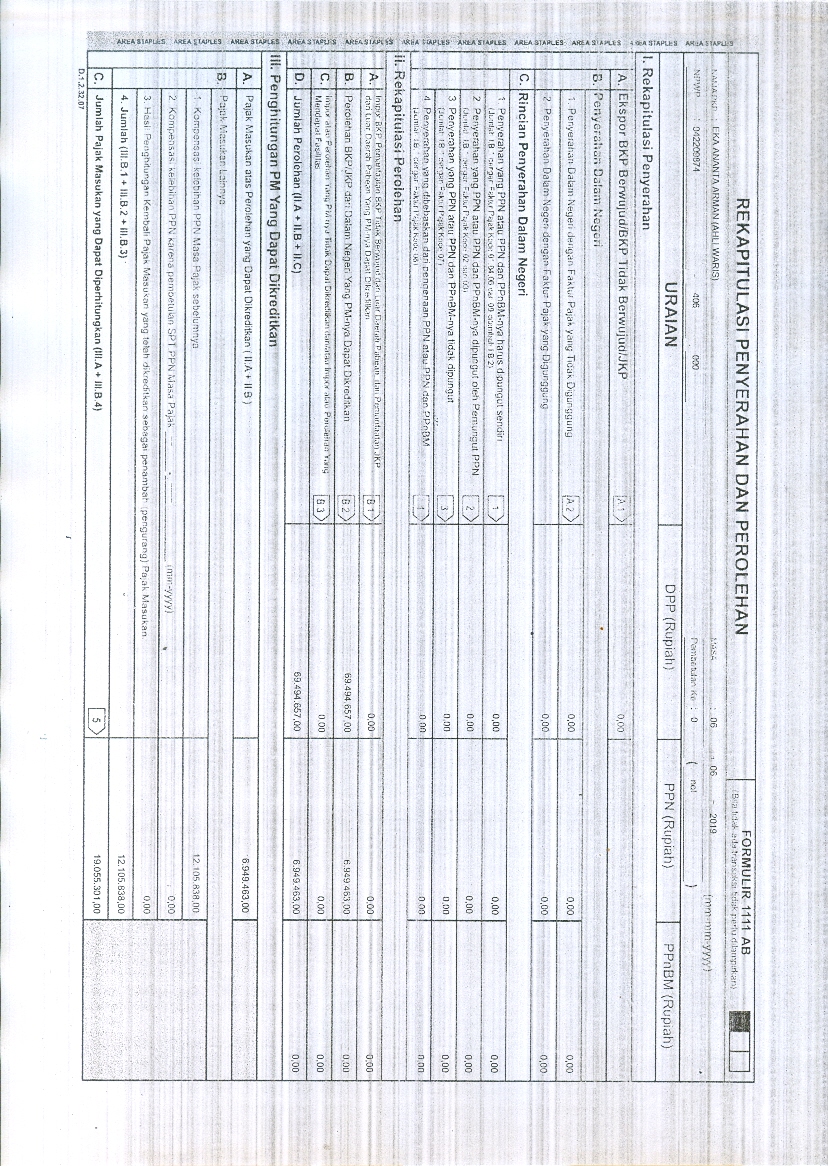 AREA STAPLES AREA STAPLES AREA STAPLES AREA STAPLES AREA STAPLES AREA STAPLES AREA STAPLES AREA STAPLES AREA STAPLES AREA STAPLES AREA STAPLES
REKAPITULASI PENYERAHAN DAN PEROLEHAN
FORMULIR 1111 AB
(Bila tidak ada transaksi tidak perlu dilampirkan)
NAMA PKP : EKA ANANTA ARMAN (AHLI WARIS) MASA : 06 - 06 - 2019 (mm-mm-yyyy)
NPWP : 042209874 406 000 Pembetulan Ke : 0 ( nol )
URAIAN DPP (Rupiah) PPN (Rupiah) PPnBM (Rupiah)
I. Rekapitulasi Penyerahan
A. Ekspor BKP Berwujud/BKP Tidak Berwujud/JKP A 1 0,00
B. Penyerahan Dalam Negeri
1. Penyerahan Dalam Negeri dengan Faktur Pajak yang Tidak Digunggung A 2 0,00 0,00 0,00
2. Penyerahan Dalam Negeri dengan Faktur Pajak yang Digunggung 0,00 0,00 0,00
C. Rincian Penyerahan Dalam Negeri
1. Penyerahan yang PPN atau PPN dan PPnBM-nya harus dipungut sendiri 1 0,00 0,00 0,00
2. Penyerahan yang PPN atau PPN dan PPnBM-nya dipungut oleh Pemungut PPN 2 0,00 0,00 0,00
3. Penyerahan yang PPN atau PPN dan PPnBM-nya tidak dipungut 3 0,00 0,00 0,00
4. Penyerahan yang dibebaskan dari pengenaan PPN atau PPN dan PPnBM 0,00 0,00 0,00
II. Rekapitulasi Perolehan
A. Impor BKP, Pemanfaatan BKP Tidak Berwujud dari Luar Daerah Pabean dan Pemanfaatan JKP
dari Luar Daerah Pabean Yang PM-nya Dapat Dikreditkan B 1 0,00 0,00 0,00
B. Perolehan BKP/JKP dari Dalam Negeri Yang PM-nya Dapat Dikreditkan B 2 69.494.657,00 6.949.463,00 0,00
C. Impor atau Perolehan Yang PM-nya Tidak Dapat Dikreditkan dan/atau Impor atau Perolehan Yang
Mendapat Fasilitas B 3 0,00 0,00 0,00
D. Jumlah Perolehan (II.A + II.B + II.C) 69.494.657,00 6.949.463,00 0,00
III. Penghitungan PM Yang Dapat Dikreditkan
A. Pajak Masukan atas Perolehan yang Dapat Dikreditkan ( II.A + II.B ) 6.949.463,00
B. Pajak Masukan Lainnya
1. Kompensasi kelebihan PPN Masa Pajak sebelumnya 12.105.838,00
2. Kompensasi kelebihan PPN karena pembetulan SPT PPN Masa Pajak - (mm-yyyy) 0,00
3. Hasil Penghitungan Kembali Pajak Masukan yang telah dikreditkan sebagai penambah (pengurang) Pajak Masukan 0,00
4. Jumlah (III.B.1 + III.B.2 + III.B.3) 12.105.838,00
C. Jumlah Pajak Masukan yang Dapat Diperhitungkan (III.A + III.B.4) 5 19.055.301,00
D.1.2.32.07